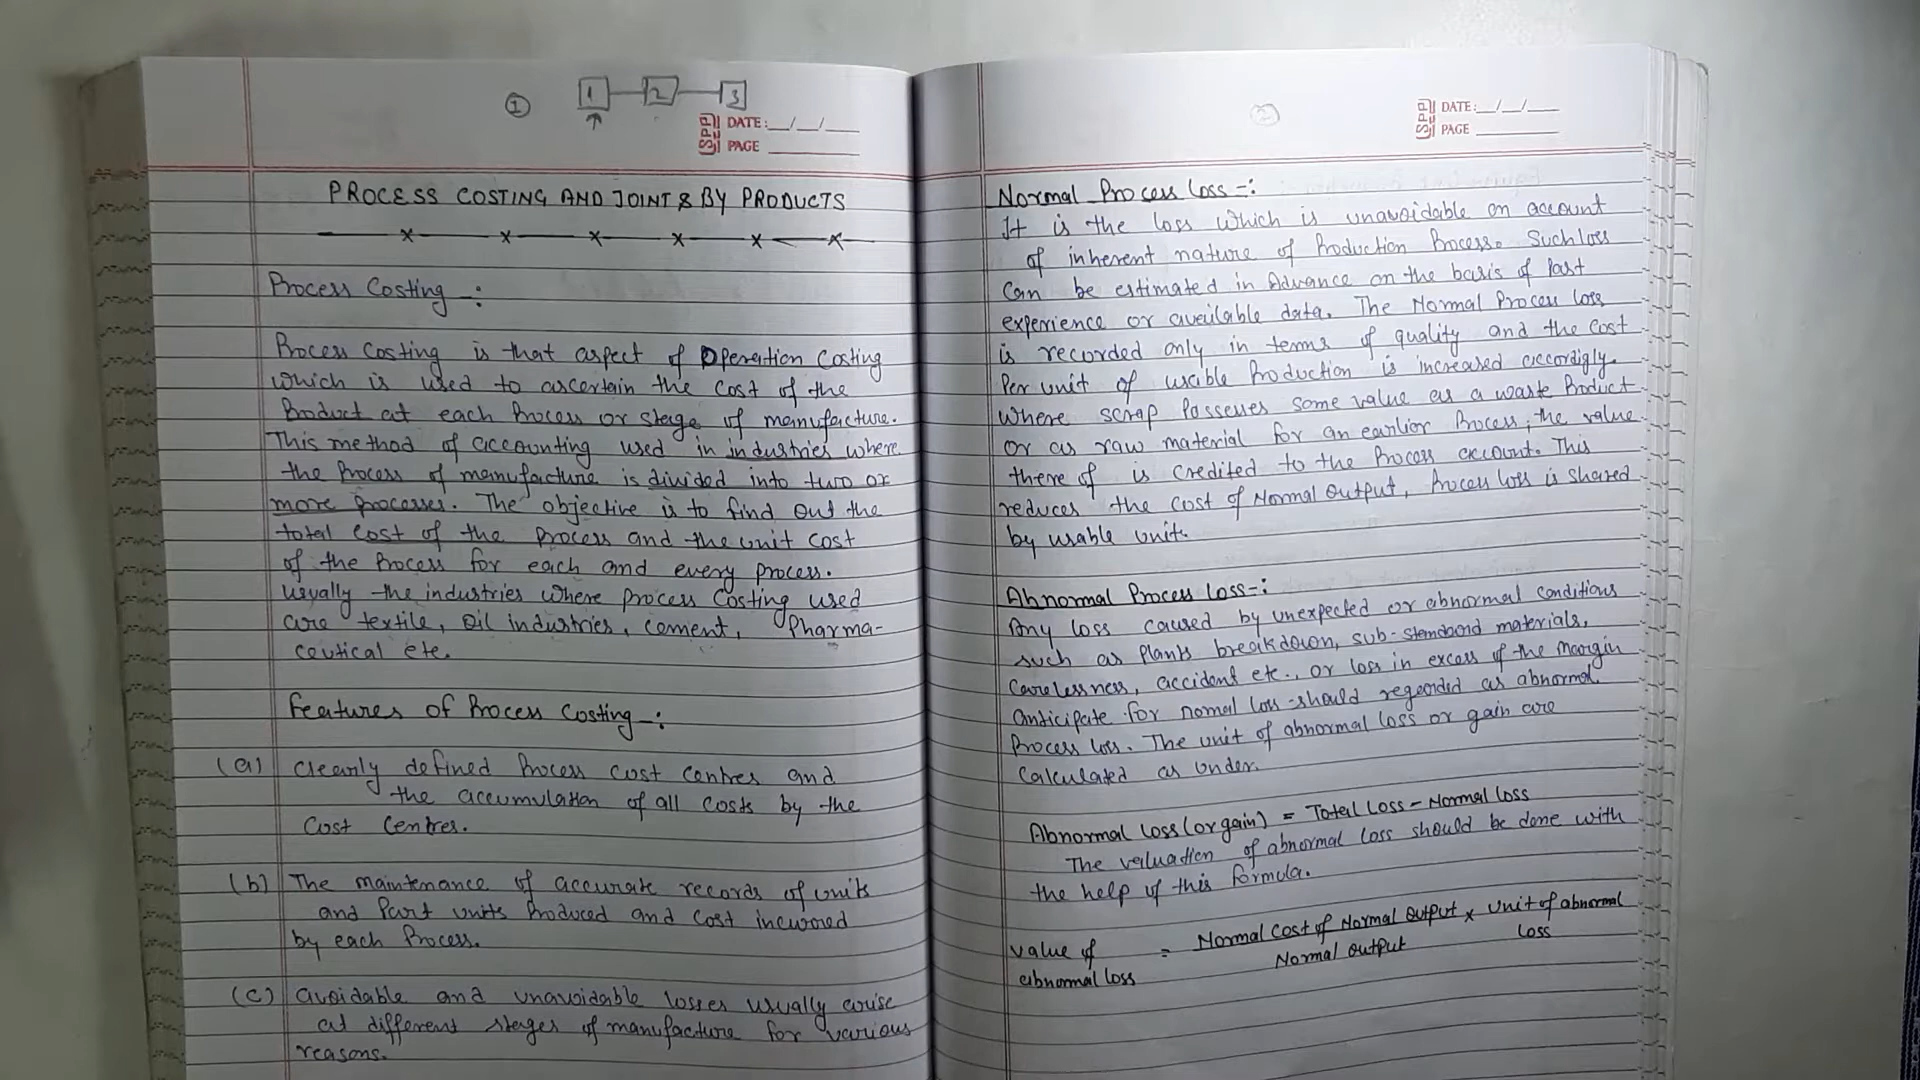 1
1 2 3
SPP DATE: __/__/___
PAGE
PROCESS COSTING AND JOINT & BY PRODUCTS
Process Costing -:
Process Costing is that aspect of Operation Costing
which is used to ascertain the cost of the
Product at each Process or stage of manufacture.
This method of accounting used in industries where
the Process of manufacture is divided into two or
more processes. The objective is to find out the
total cost of the process and the unit cost
of the Process for each and every process.
Usually the industries where process Costing used
are textile, oil industries, cement, Pharma-
ceutical etc.
Features of Process Costing -:
(a) Clearly defined Process cost centres and
the accumulation of all costs by the
Cost Centres.
(b) The maintenance of accurate records of units
and Part units Produced and cost incurred
by each Process.
(c) avoidable and unavoidable losses usually arise
at different stages of manufacture for various
reasons.
2
SPP DATE: __/__/___
PAGE
Normal Process Loss -:
It is the loss which is unavoidable on account
of inherent nature of Production Process. Such loss
Can be estimated in Advance on the basis of Past
experience or available data. The Normal Process loss
is recorded only in terms of quality and the cost
Per unit of usable Production is increased accordigly.
Where scrap Possesses some value as a waste Product
or as raw material for an earlior Process, the value
there of is credited to the Process account. This
reduces the cost of Normal Output, Process loss is shared
by usable unit.
Abnormal Process Loss -:
Any loss caused by unexpected or abnormal conditions
such as Plants breakdown, sub-standard materials,
carelessness, accident etc., or loss in excess of the margin
anticipate for normal loss should regarded as abnormal
Process loss. The unit of abnormal loss or gain are
Calculated as under.
Abnormal Loss (or gain) = Total Loss - Normal Loss
The valuation of abnormal loss should be done with
the help of this formula.
Value of abnormal loss = Normal Cost of Normal Output / Normal Output x Unit of abnormal loss